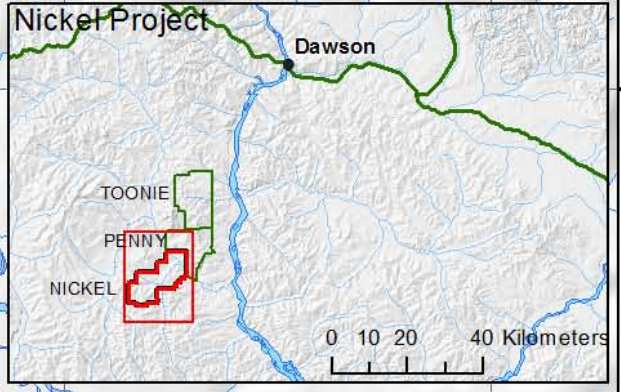 Nickel Project
Dawson
TOONIE
PENNY
NICKEL
0 10 20 40 Kilometers